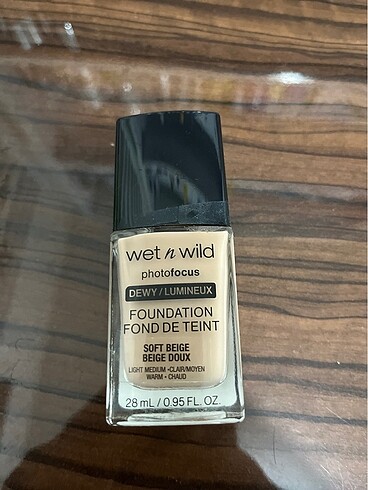 wet n wild
photofocus
DEWY / LUMINEUX
FOUNDATION
FOND DE TEINT
SOFT BEIGE
BEIGE DOUX
LIGHT MEDIUM • CLAIR/MOYEN
WARM • CHAUD
28 mL / 0.95 FL. OZ.